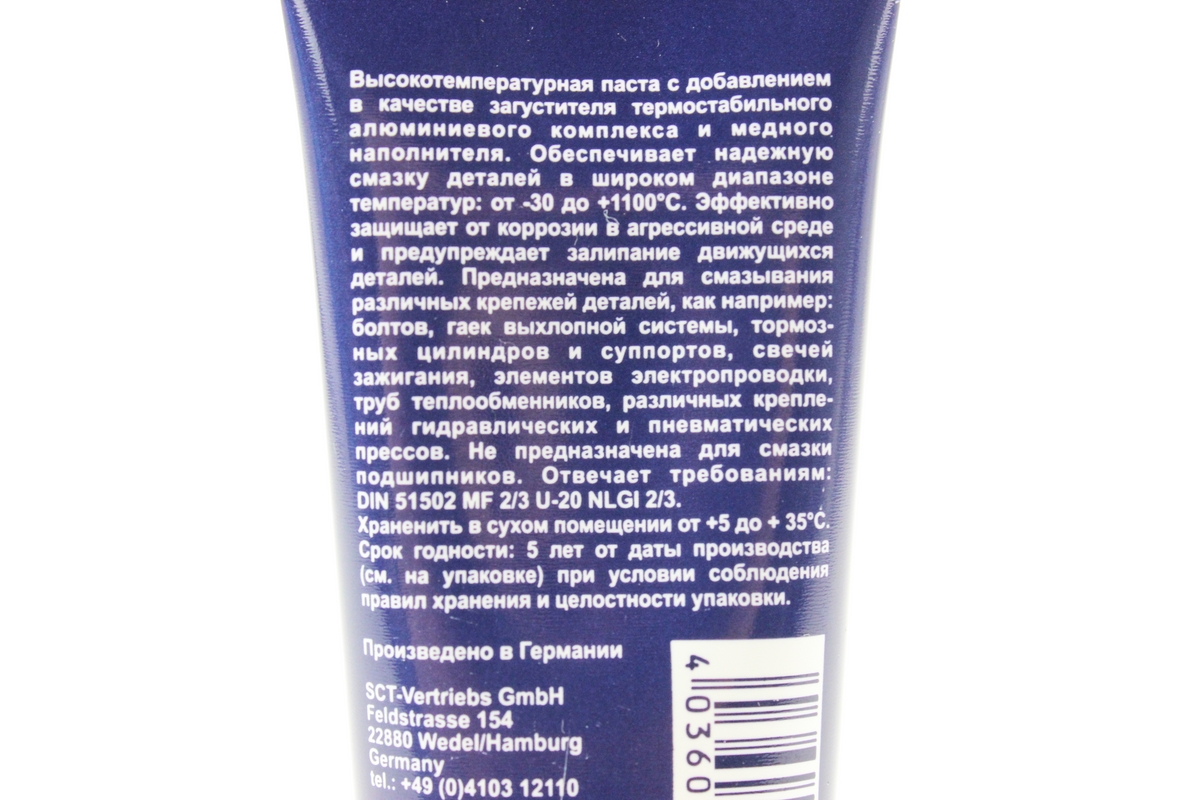 Высокотемпературная паста с добавлением
в качестве загустителя термостабильного
алюминиевого комплекса и медного
наполнителя. Обеспечивает надежную
смазку деталей в широком диапазоне
температур: от -30 до +1100°С. Эффективно
защищает от коррозии в агрессивной среде
и предупреждает залипание движущихся
деталей. Предназначена для смазывания
различных крепежей деталей, как например:
болтов, гаек выхлопной системы, тормоз-
ных цилиндров и суппортов, свечей
зажигания, элементов электропроводки,
труб теплообменников, различных крепле-
ний гидравлических и пневматических
прессов. Не предназначена для смазки
подшипников. Отвечает требованиям:
DIN 51502 MF 2/3 U-20 NLGI 2/3.
Храненить в сухом помещении от +5 до + 35°С.
Срок годности: 5 лет от даты производства
(см. на упаковке) при условии соблюдения
правил хранения и целостности упаковки.
Произведено в Германии
SCT-Vertriebs GmbH
Feldstrasse 154
22880 Wedel/Hamburg
Germany
tel.: +49 (0)4103 12110
4 0360